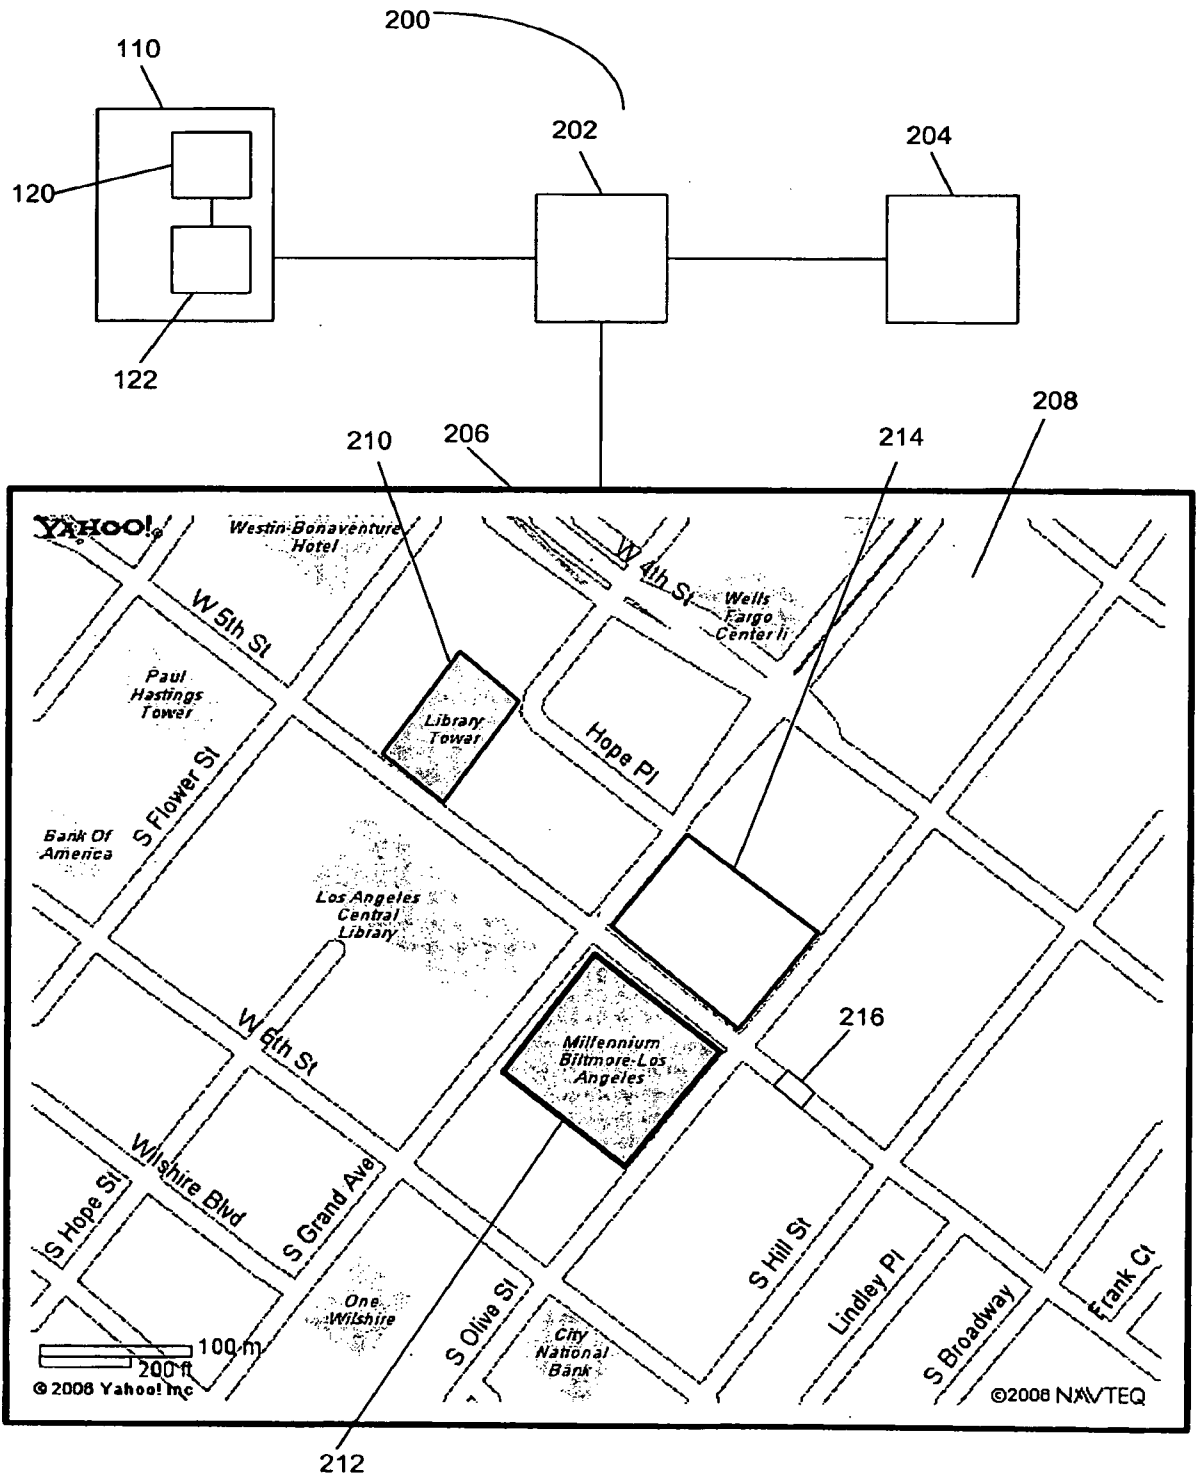 200
110
202
204
120
122
208
210
206
214
YAHOO!
Westin-Bonaventure
Hotel
W 4th St
Wells
Fargo
Center Ii
W 5th St
Paul
Hastings
Tower
Library
Tower
Hope Pl
S Flower St
Bank Of
America
Los Angeles
Central
Library
216
W 6th St
Millennium
Biltmore-Los
Angeles
Wilshire Blvd
S Hope St
S Grand Ave
S Hill St
Lindley Pl
Frank Ct
One
Wilshire
S Olive St
City
National
Bank
S Broadway
100 m
200 ft
© 2006 Yahoo! Inc
©2006 NAVTEQ
212